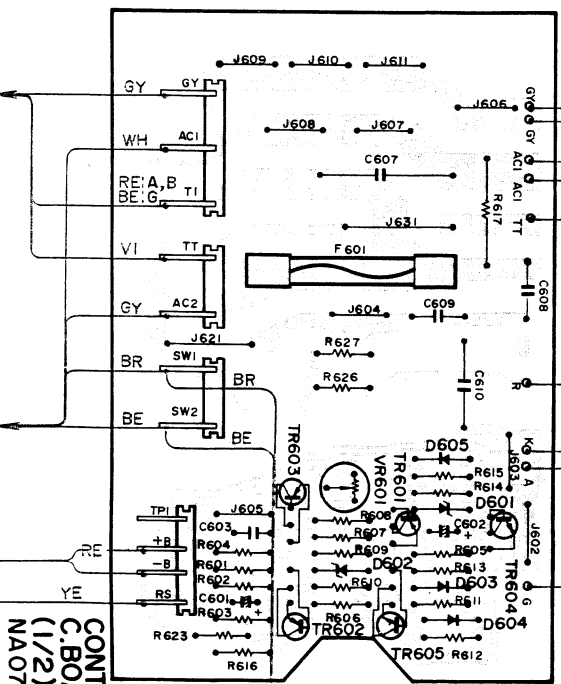 J609 J610 J611
GY GY J606 GY
GY
WH AC1 J608 J607
C607 AC1
RE:A,B
BE:G T1 R617 AC1
J631 TT
VI TT F601
C608
GY AC2 J604 C609
J621 R627
BR SW1 BR R626 C610 R
BE SW2 BE
TR603 VR601 TR601 D605 J603 K
R615 A
R614
D601
TP1 J605 R608 C602 + J602
C603 R607
RE +B R604 R609 R605
-B R601 D602 R613
R602 R610 D603 TR604 G
YE RS C601 R611
R603 + R606 D604
R623 TR602
R616 TR605 R612
CONT
C.BO
(1/2)
NA07